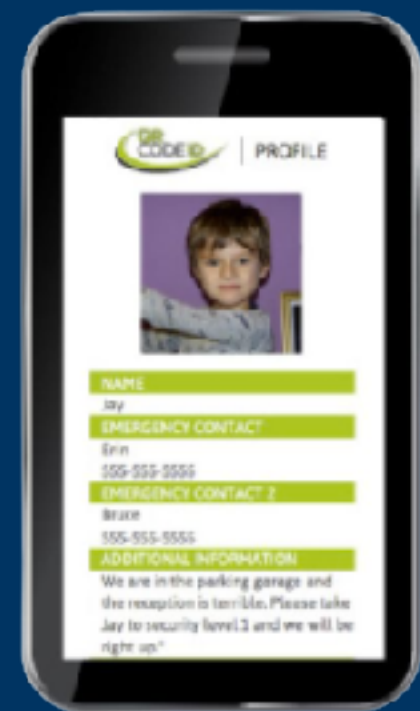 QR
CODE ID
PROFILE
NAME
Jay
EMERGENCY CONTACT
Erin
555-555-5555
EMERGENCY CONTACT 2
Bruce
555-555-5555
ADDITIONAL INFORMATION
We are in the parking garage and
the reception is terrible. Please take
Jay to security level 1 and we will be
right up."